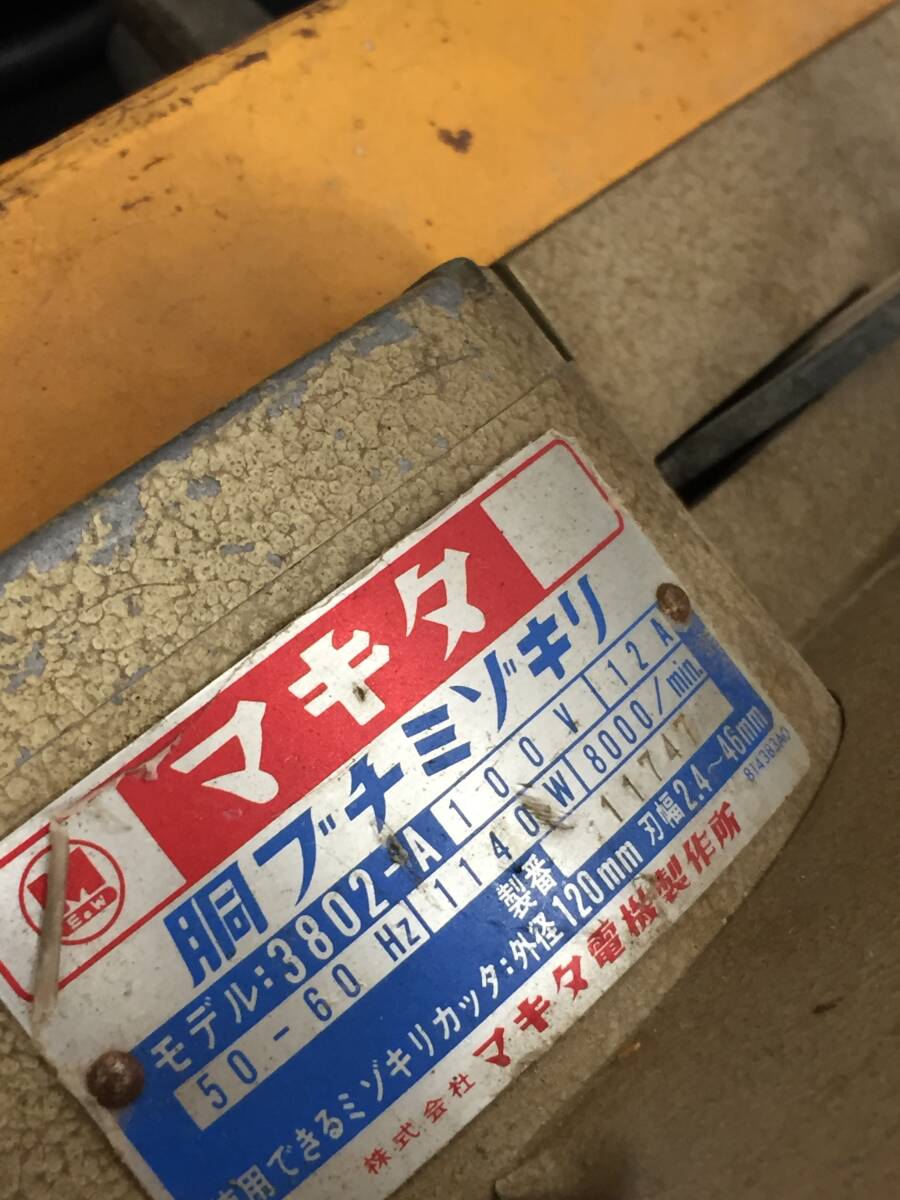 マキタ
M
E&W
胴ブチミゾキリ
モデル:3802-A 100V 12A
50-60Hz 1140W 8000/min.
製番 11747
使用できるミゾキリカッタ:外径120mm 刃幅2.4~46mm
814383A0
株式会社 マキタ電機製作所